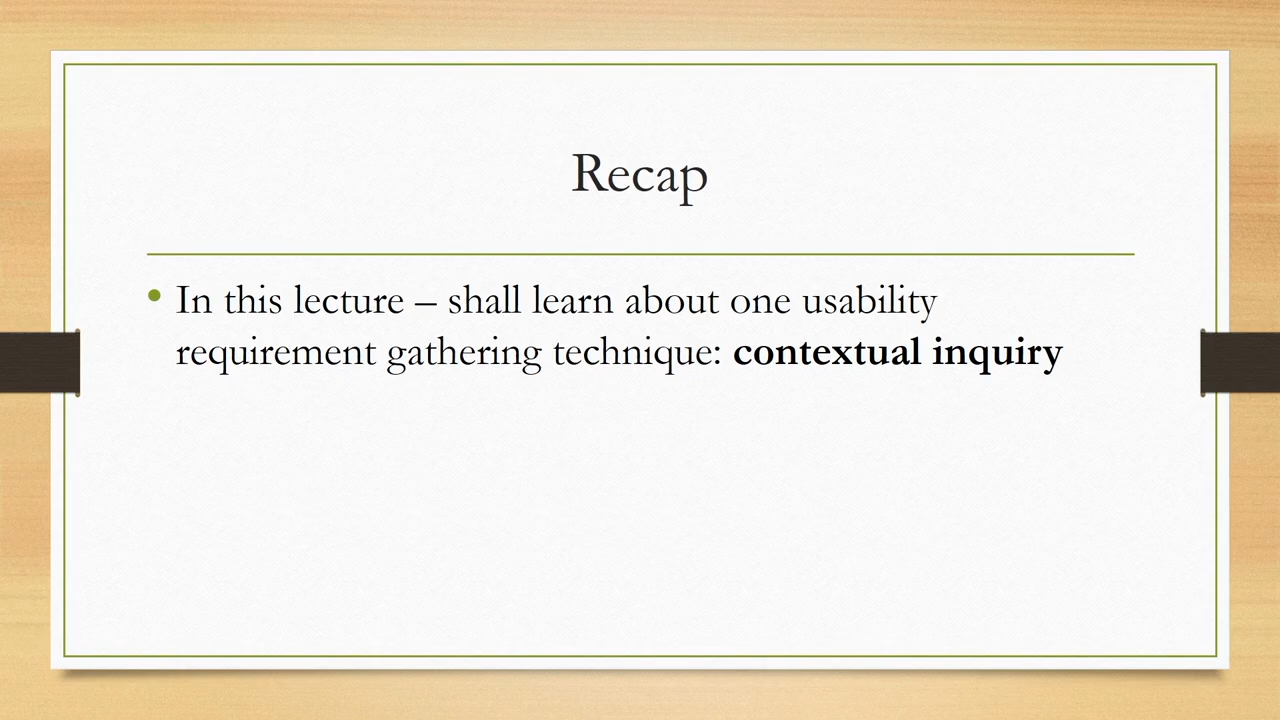 Recap
• In this lecture – shall learn about one usability
requirement gathering technique: contextual inquiry